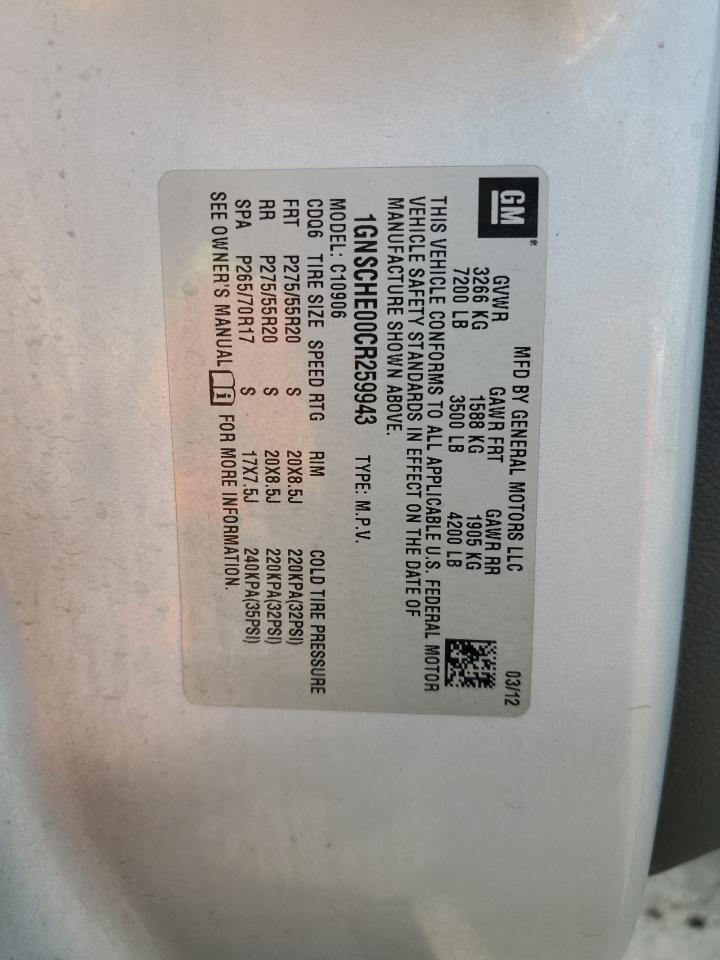 GM®
MFD BY GENERAL MOTORS LLC 03/12
GVWR GAWR FRT GAWR RR
3266 KG 1588 KG 1905 KG
7200 LB 3500 LB 4200 LB
THIS VEHICLE CONFORMS TO ALL APPLICABLE U.S. FEDERAL MOTOR
VEHICLE SAFETY STANDARDS IN EFFECT ON THE DATE OF
MANUFACTURE SHOWN ABOVE.
1GNSCHE00CR259943 TYPE: M.P.V.
MODEL: C10906
CDQ6 TIRE SIZE SPEED RTG RIM COLD TIRE PRESSURE
FRT P275/55R20 S 20X8.5J 220KPA(32PSI)
RR P275/55R20 S 20X8.5J 220KPA(32PSI)
SPA P265/70R17 S 17X7.5J 240KPA(35PSI)
SEE OWNER'S MANUAL i FOR MORE INFORMATION.